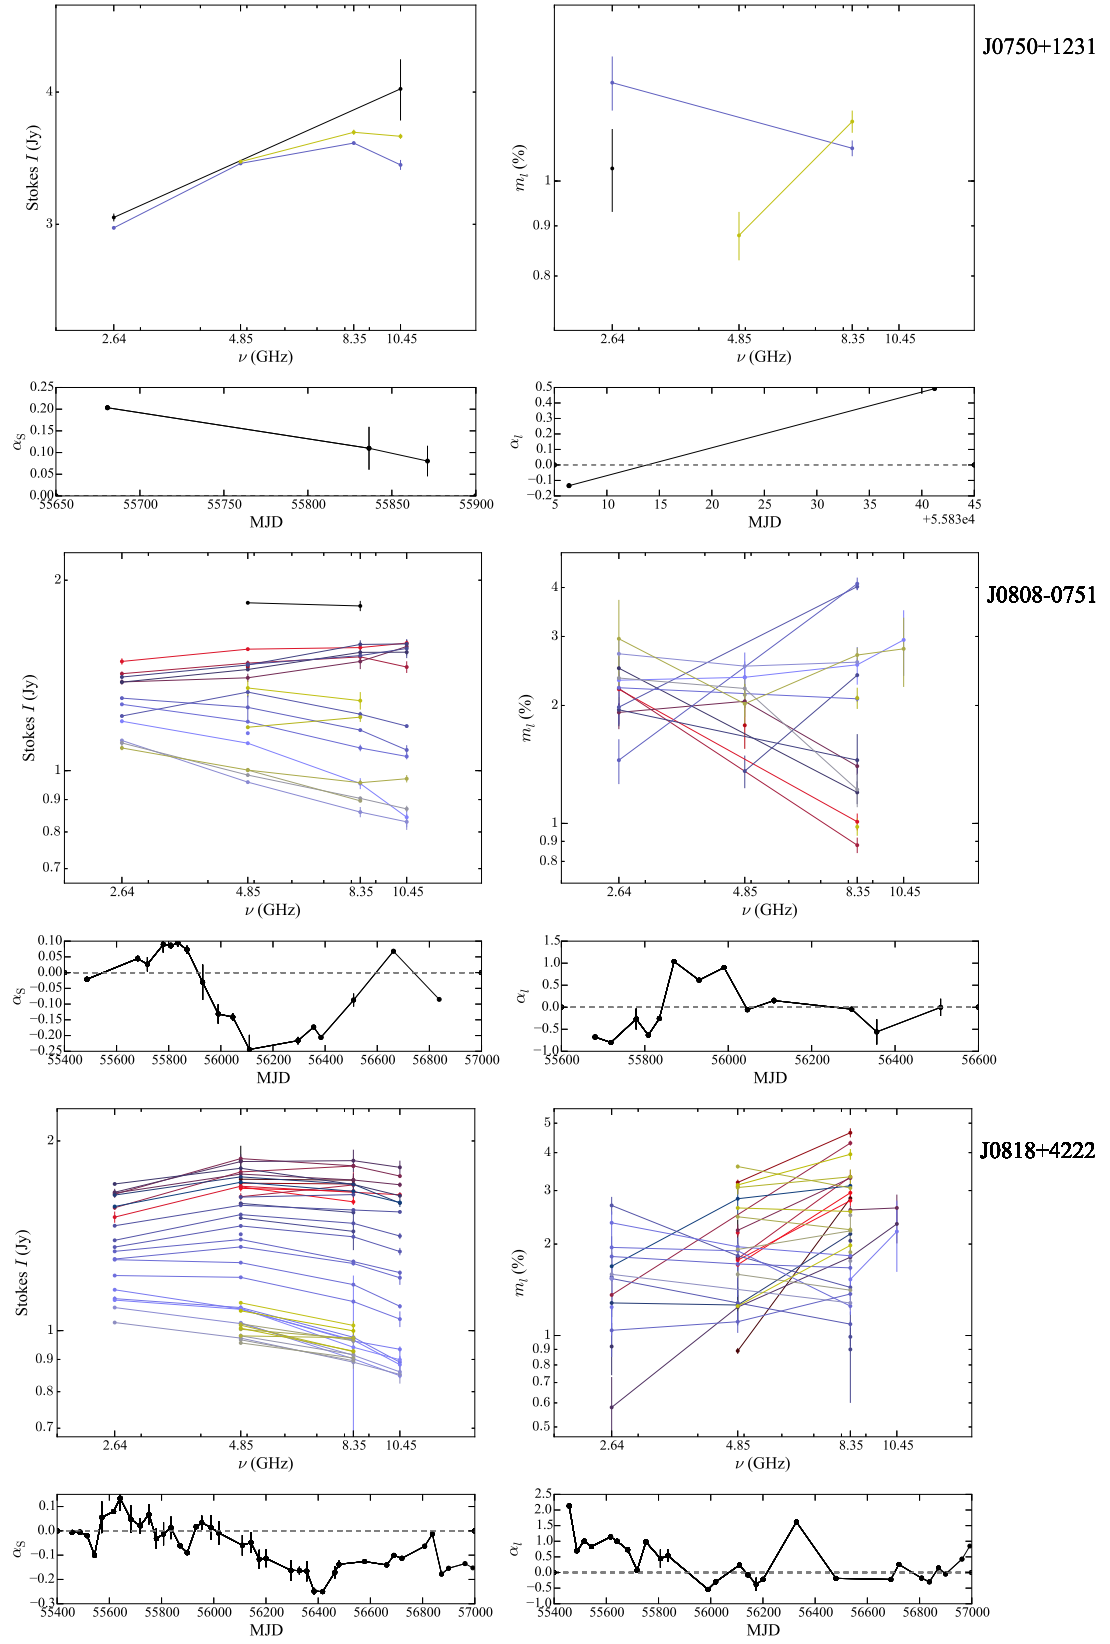 J0750+1231
4
3
Stokes I (Jy)
2.64 4.85 8.35 10.45
ν (GHz)
1
0.9
0.8
m_l (%)
2.64 4.85 8.35 10.45
ν (GHz)
0.25
0.20
0.15
0.10
0.05
0.00
α_S
55650 55700 55750 55800 55850 55900
MJD
0.5
0.4
0.3
0.2
0.1
0.0
−0.1
−0.2
α_l
5 10 15 20 25 30 35 40 45
MJD
+5.583e4
J0808-0751
2
1
0.9
0.8
0.7
Stokes I (Jy)
2.64 4.85 8.35 10.45
ν (GHz)
4
3
2
1
0.9
0.8
m_l (%)
2.64 4.85 8.35 10.45
ν (GHz)
0.10
0.05
0.00
−0.05
−0.10
−0.15
−0.20
−0.25
α_S
55400 55600 55800 56000 56200 56400 56600 56800 57000
MJD
1.5
1.0
0.5
0.0
−0.5
−1.0
α_l
55600 55800 56000 56200 56400 56600
MJD
J0818+4222
2
1
0.9
0.8
0.7
Stokes I (Jy)
2.64 4.85 8.35 10.45
ν (GHz)
5
4
3
2
1
0.9
0.8
0.7
0.6
0.5
m_l (%)
2.64 4.85 8.35 10.45
ν (GHz)
0.1
0.0
−0.1
−0.2
−0.3
α_S
55400 55600 55800 56000 56200 56400 56600 56800 57000
MJD
2.5
2.0
1.5
1.0
0.5
0.0
−0.5
−1.0
α_l
55400 55600 55800 56000 56200 56400 56600 56800 57000
MJD